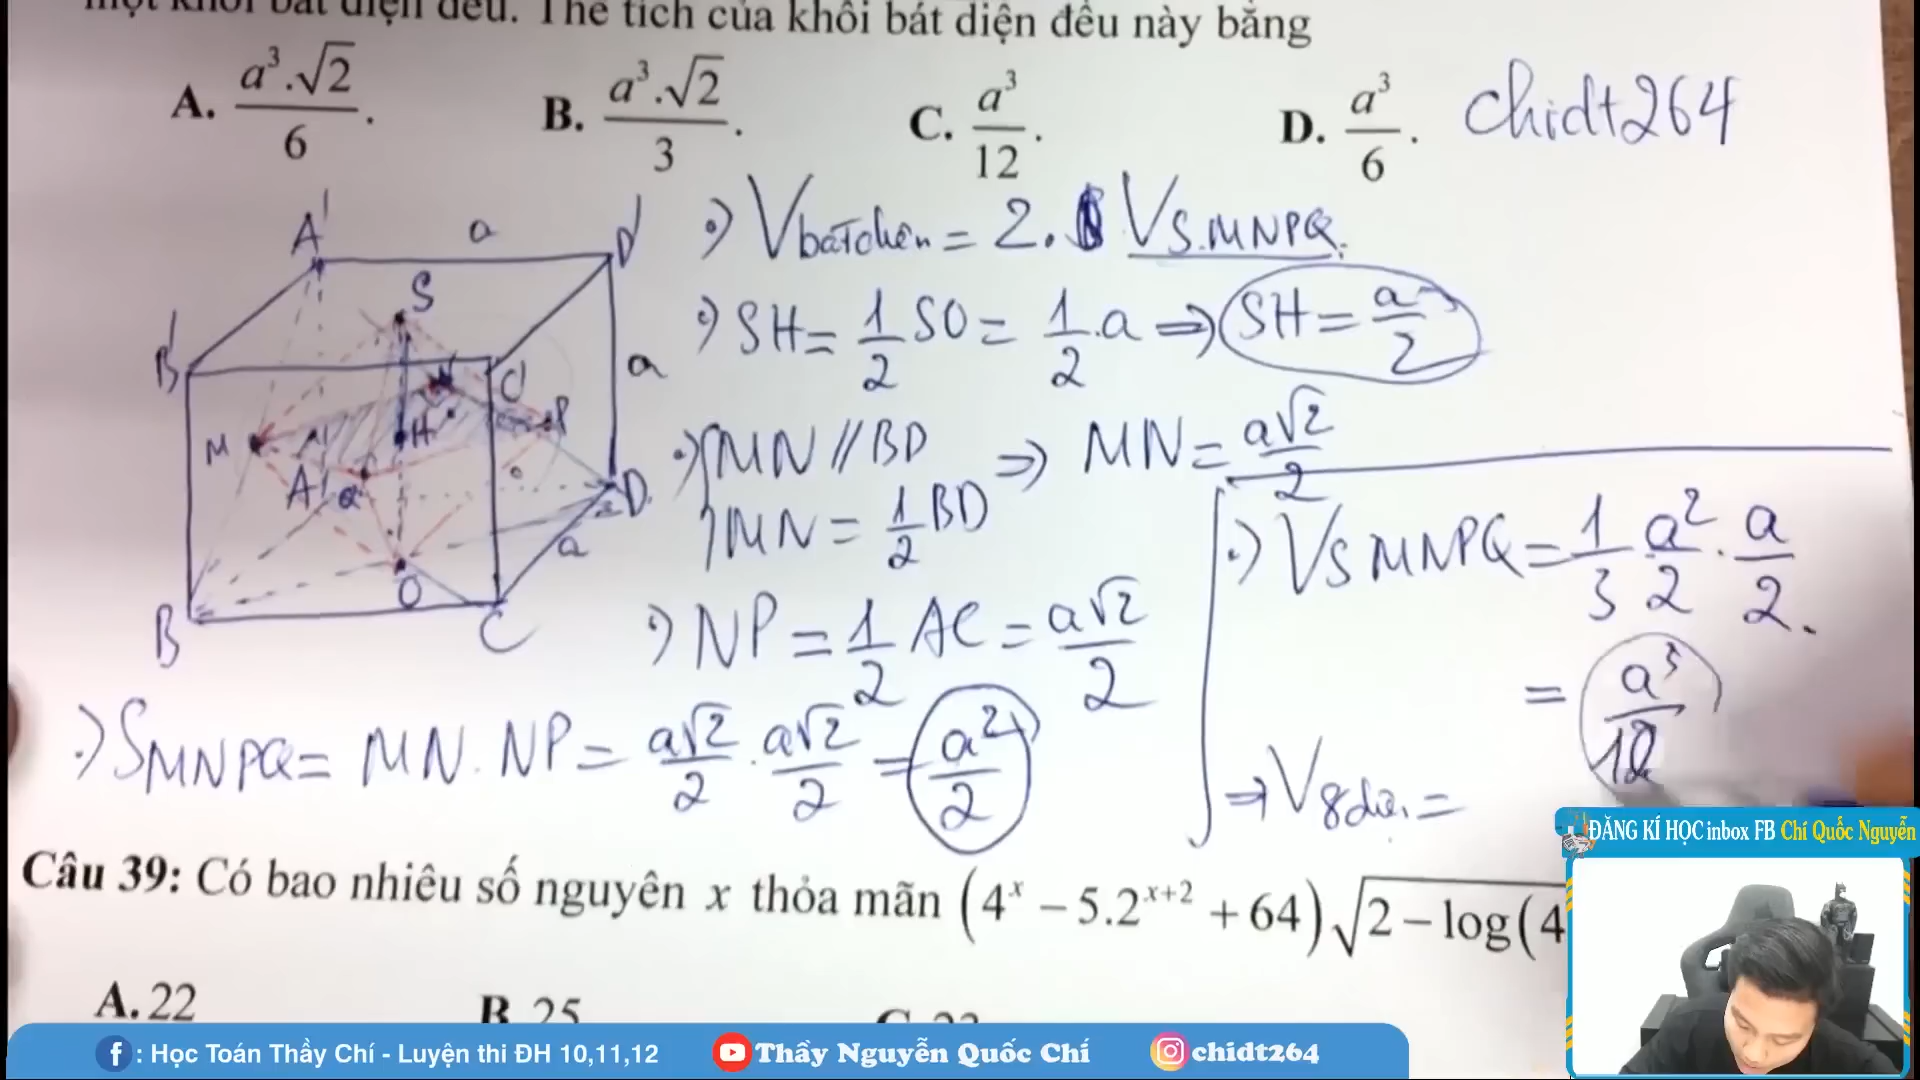 một khối bát diện đều. Thể tích của khối bát diện đều này bằng
A. a³.√2/6. B. a³.√2/3. C. a³/12. D. a³/6. Chidt264
A' a D'
S
B' C' a
M N H P
A Q D
a
B O C
·) V bát diện = 2. V S.MNPQ.
·) SH = 1/2 SO = 1/2.a => SH = a/2
·) MN // BD
MN = 1/2 BD => MN = a√2/2
·) NP = 1/2 AC = a√2/2
·) S MNPQ = MN.NP = a√2/2 . a√2/2 = a²/2
·) V S MNPQ = 1/3 a²/2 . a/2.
= a³/12
=> V 8 =
Câu 39: Có bao nhiêu số nguyên x thỏa mãn (4ˣ − 5.2ˣ⁺² + 64)√2 − log(4
A. 22 B. 25
ĐĂNG KÍ HỌC inbox FB Chí Quốc Nguyễn
: Học Toán Thầy Chí - Luyện thi ĐH 10,11,12 Thầy Nguyễn Quốc Chí chidt264